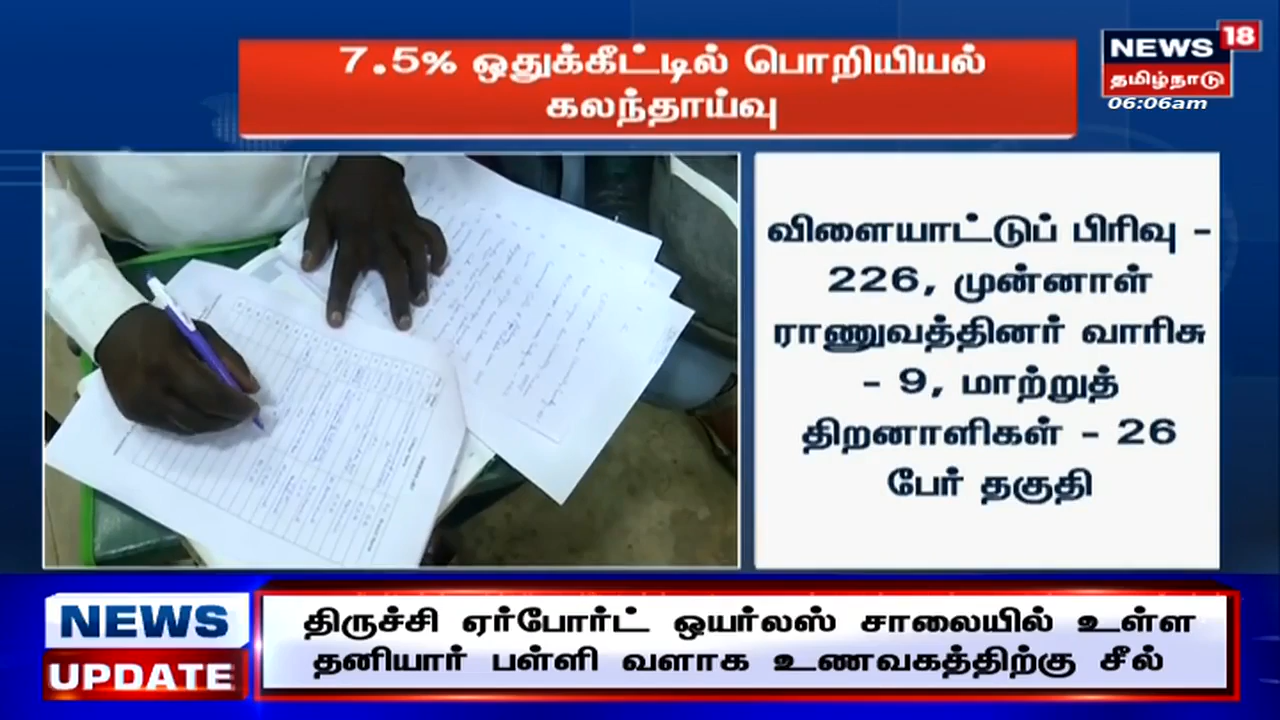 7.5% ஒதுக்கீட்டில் பொறியியல்
கலந்தாய்வு
NEWS 18
தமிழ்நாடு
06:06am
விளையாட்டுப் பிரிவு -
226, முன்னாள்
ராணுவத்தினர் வாரிசு
- 9, மாற்றுத்
திறனாளிகள் - 26
பேர் தகுதி
NEWS
UPDATE
திருச்சி ஏர்போர்ட் ஒயர்லஸ் சாலையில் உள்ள
தனியார் பள்ளி வளாக உணவகத்திற்கு சீல்